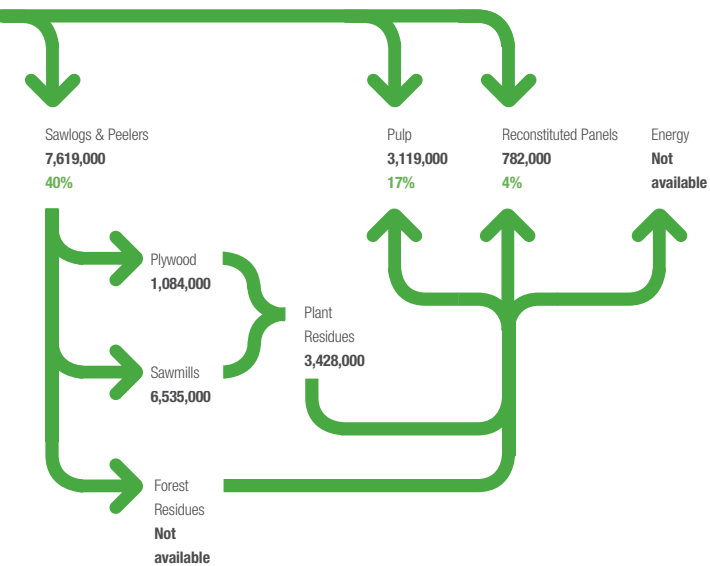 Sawlogs & Peelers
7,619,000
40%
Pulp
3,119,000
17%
Reconstituted Panels
782,000
4%
Energy
Not
available
Plywood
1,084,000
Sawmills
6,535,000
Plant
Residues
3,428,000
Forest
Residues
Not
available